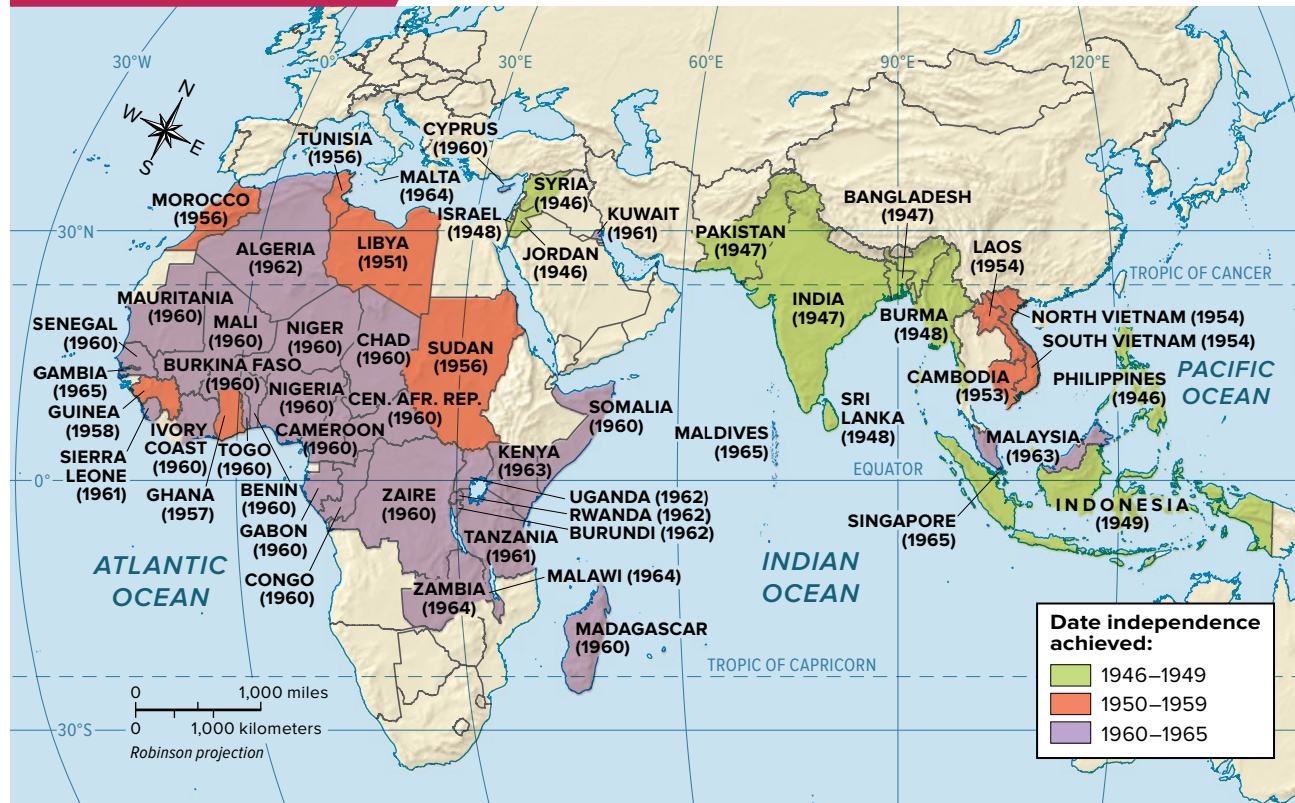 30°W
0°
30°E
60°E
90°E
120°E
N
W
E
S
TUNISIA
(1956)
CYPRUS
(1960)
MALTA
(1964)
MOROCCO
(1956)
SYRIA
(1946)
ISRAEL
(1948)
KUWAIT
(1961)
JORDAN
(1946)
BANGLADESH
(1947)
PAKISTAN
(1947)
LAOS
(1954)
30°N
ALGERIA
(1962)
LIBYA
(1951)
TROPIC OF CANCER
INDIA
(1947)
BURMA
(1948)
NORTH VIETNAM (1954)
SOUTH VIETNAM (1954)
MAURITANIA
(1960)
MALI
(1960)
NIGER
(1960)
CHAD
(1960)
SUDAN
(1956)
SENEGAL
(1960)
GAMBIA
(1965)
BURKINA FASO
(1960)
NIGERIA
(1960)
CEN. AFR. REP.
(1960)
CAMBODIA
(1953)
PHILIPPINES
(1946)
PACIFIC
OCEAN
GUINEA
(1958)
IVORY
COAST
(1960)
TOGO
(1960)
CAMEROON
(1960)
SOMALIA
(1960)
SRI
LANKA
(1948)
MALDIVES
(1965)
MALAYSIA
(1963)
SIERRA
LEONE
(1961)
GHANA
(1957)
BENIN
(1960)
KENYA
(1963)
EQUATOR
0°
ZAIRE
(1960)
UGANDA (1962)
RWANDA (1962)
BURUNDI (1962)
INDONESIA
(1949)
SINGAPORE
(1965)
GABON
(1960)
CONGO
(1960)
TANZANIA
(1961)
ATLANTIC
OCEAN
INDIAN
OCEAN
MALAWI (1964)
ZAMBIA
(1964)
MADAGASCAR
(1960)
TROPIC OF CAPRICORN
30°S
0 1,000 miles
0 1,000 kilometers
Robinson projection
Date independence
achieved:
1946–1949
1950–1959
1960–1965